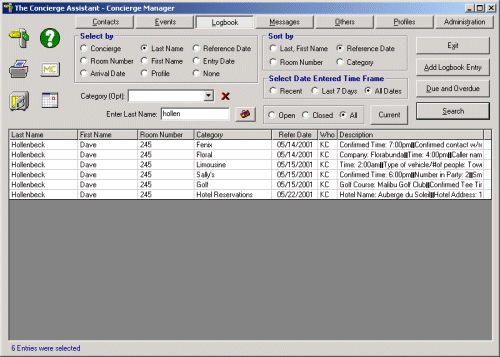 The Concierge Assistant - Concierge Manager
Contacts Events Logbook Messages Others Profiles Administration
Select by
Concierge Last Name Reference Date
Room Number First Name Entry Date
Arrival Date Profile None
Sort by
Last, First Name Reference Date
Room Number Category
Exit
Add Logbook Entry
Select Date Entered Time Frame
Recent Last 7 Days All Dates
Due and Overdue
MC
Category (Opt):
Enter Last Name: hollen
Open Closed All Current
Search
Last Name First Name Room Number Category Refer Date Who Description
Hollenbeck Dave 245 Fenix 05/14/2001 KC Confirmed Time: 7:00pm||Confirmed contact w/n
Hollenbeck Dave 245 Floral 05/14/2001 KC Company: Florabunda||Time: 4:00pm||Caller nam
Hollenbeck Dave 245 Limousine 05/15/2001 KC Time: 2:00am||Type of vehicle/#of people: Tow
Hollenbeck Dave 245 Sally's 05/15/2001 KC Confirmed Time: 6:00pm||Number in Party: 2||Sm
Hollenbeck Dave 245 Golf 05/15/2001 KC Golf Course: Malibu Golf Club||Confirmed Tee Tir
Hollenbeck Dave 245 Hotel Reservations 05/22/2001 KC Hotel Name: Auberge du Soleil||Hotel Address: 1
6 Entries were selected